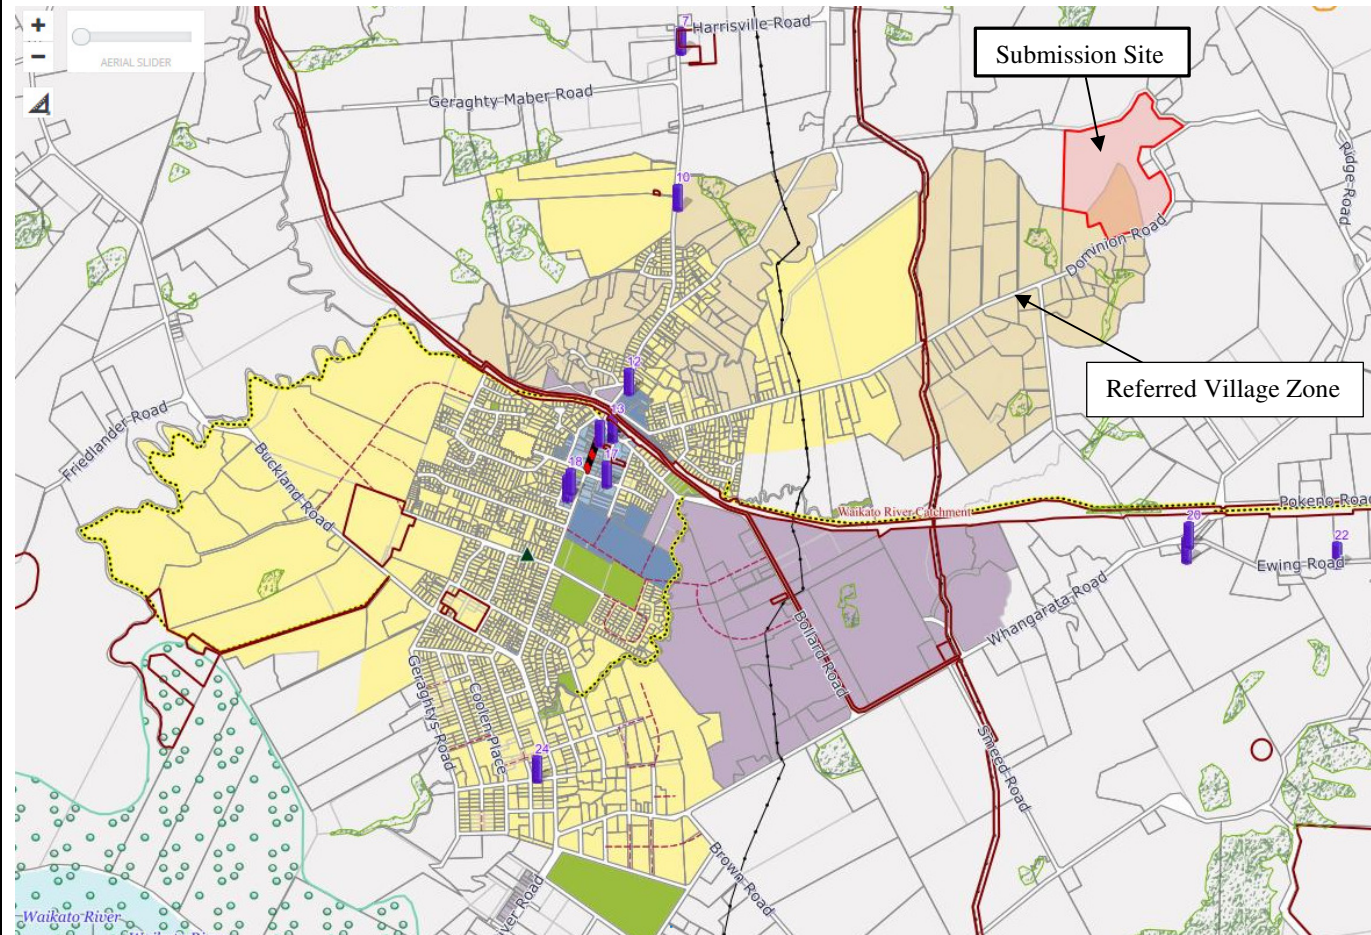 +
−
AERIAL SLIDER
7
Harrisville Road
Submission Site
Geraghty Maber Road
Ridge Road
10
Dominion Road
Referred Village Zone
12
13
Friedlander Road
Buckland Road
18
17
Waikato River Catchment
Pokeno Road
20
22
Ewing Road
Whangarata Road
Bollard Road
Geraghtys Road
Coolen Place
Smeed Road
24
Brown Road
Waikato River